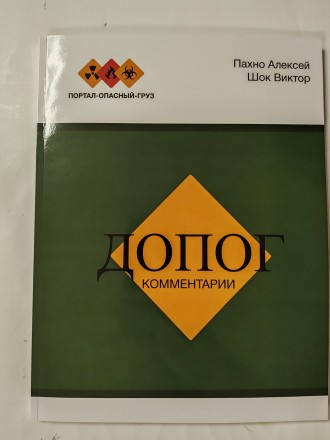 Пахно Алексей
Шок Виктор
ПОРТАЛ-ОПАСНЫЙ-ГРУЗ
ДОПОГ
КОММЕНТАРИИ